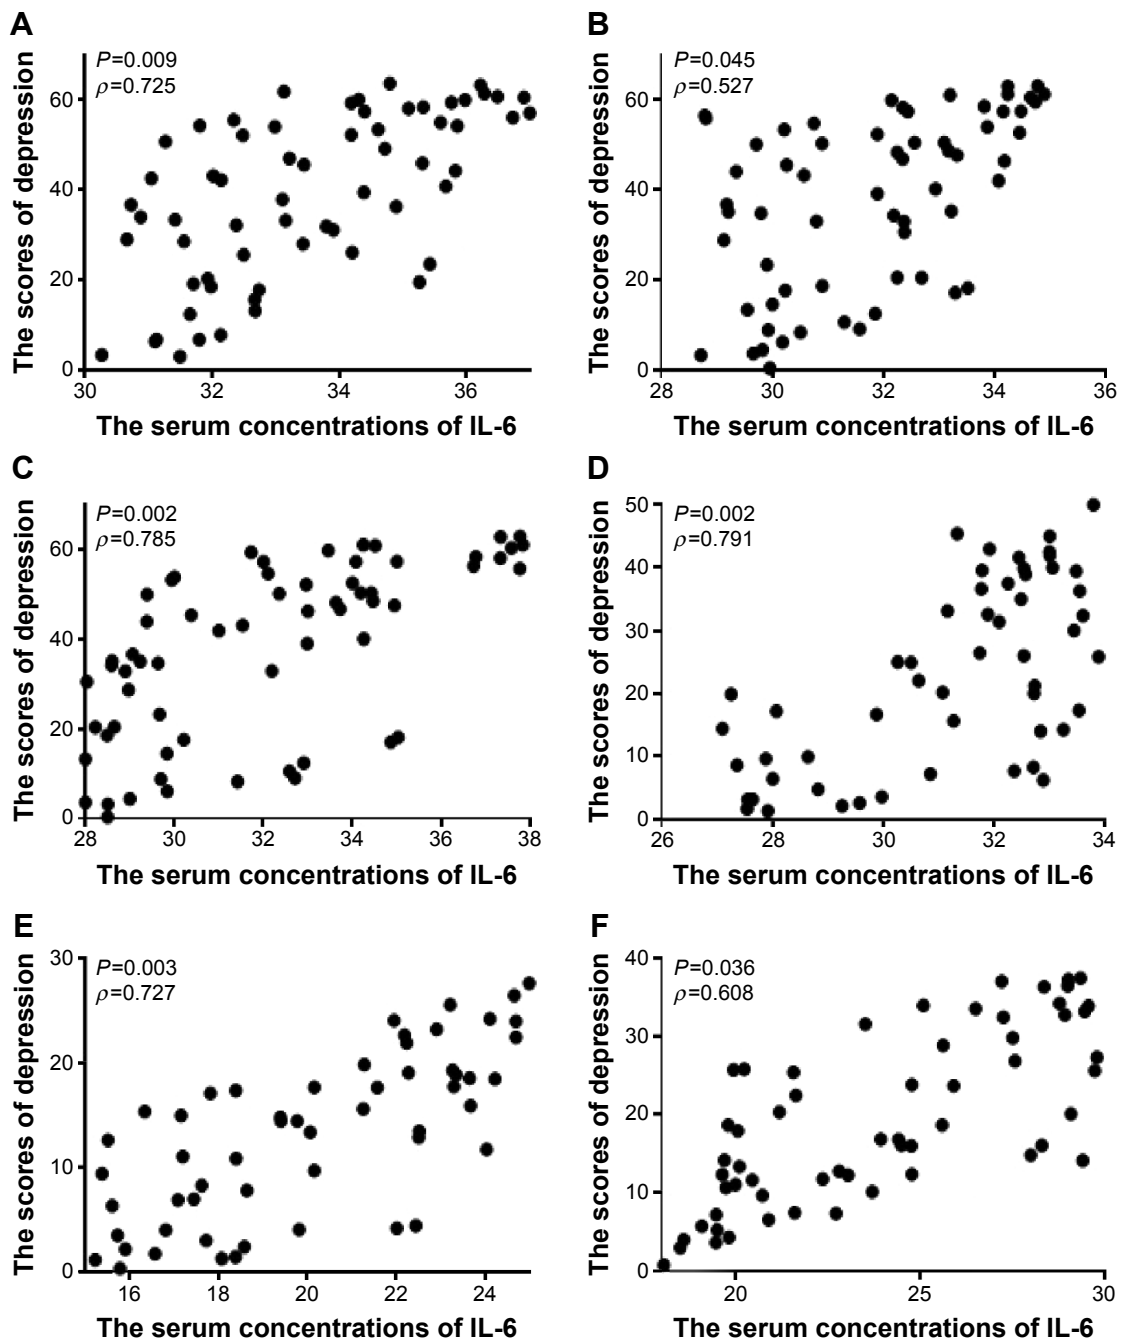 A
P=0.009
ρ=0.725
The scores of depression
60
40
20
0
30 32 34 36
The serum concentrations of IL-6
B
P=0.045
ρ=0.527
The scores of depression
60
40
20
0
28 30 32 34 36
The serum concentrations of IL-6
C
P=0.002
ρ=0.785
The scores of depression
60
40
20
0
28 30 32 34 36 38
The serum concentrations of IL-6
D
P=0.002
ρ=0.791
The scores of depression
50
40
30
20
10
0
26 28 30 32 34
The serum concentrations of IL-6
E
P=0.003
ρ=0.727
The scores of depression
30
20
10
0
16 18 20 22 24
The serum concentrations of IL-6
F
P=0.036
ρ=0.608
The scores of depression
40
30
20
10
0
20 25 30
The serum concentrations of IL-6